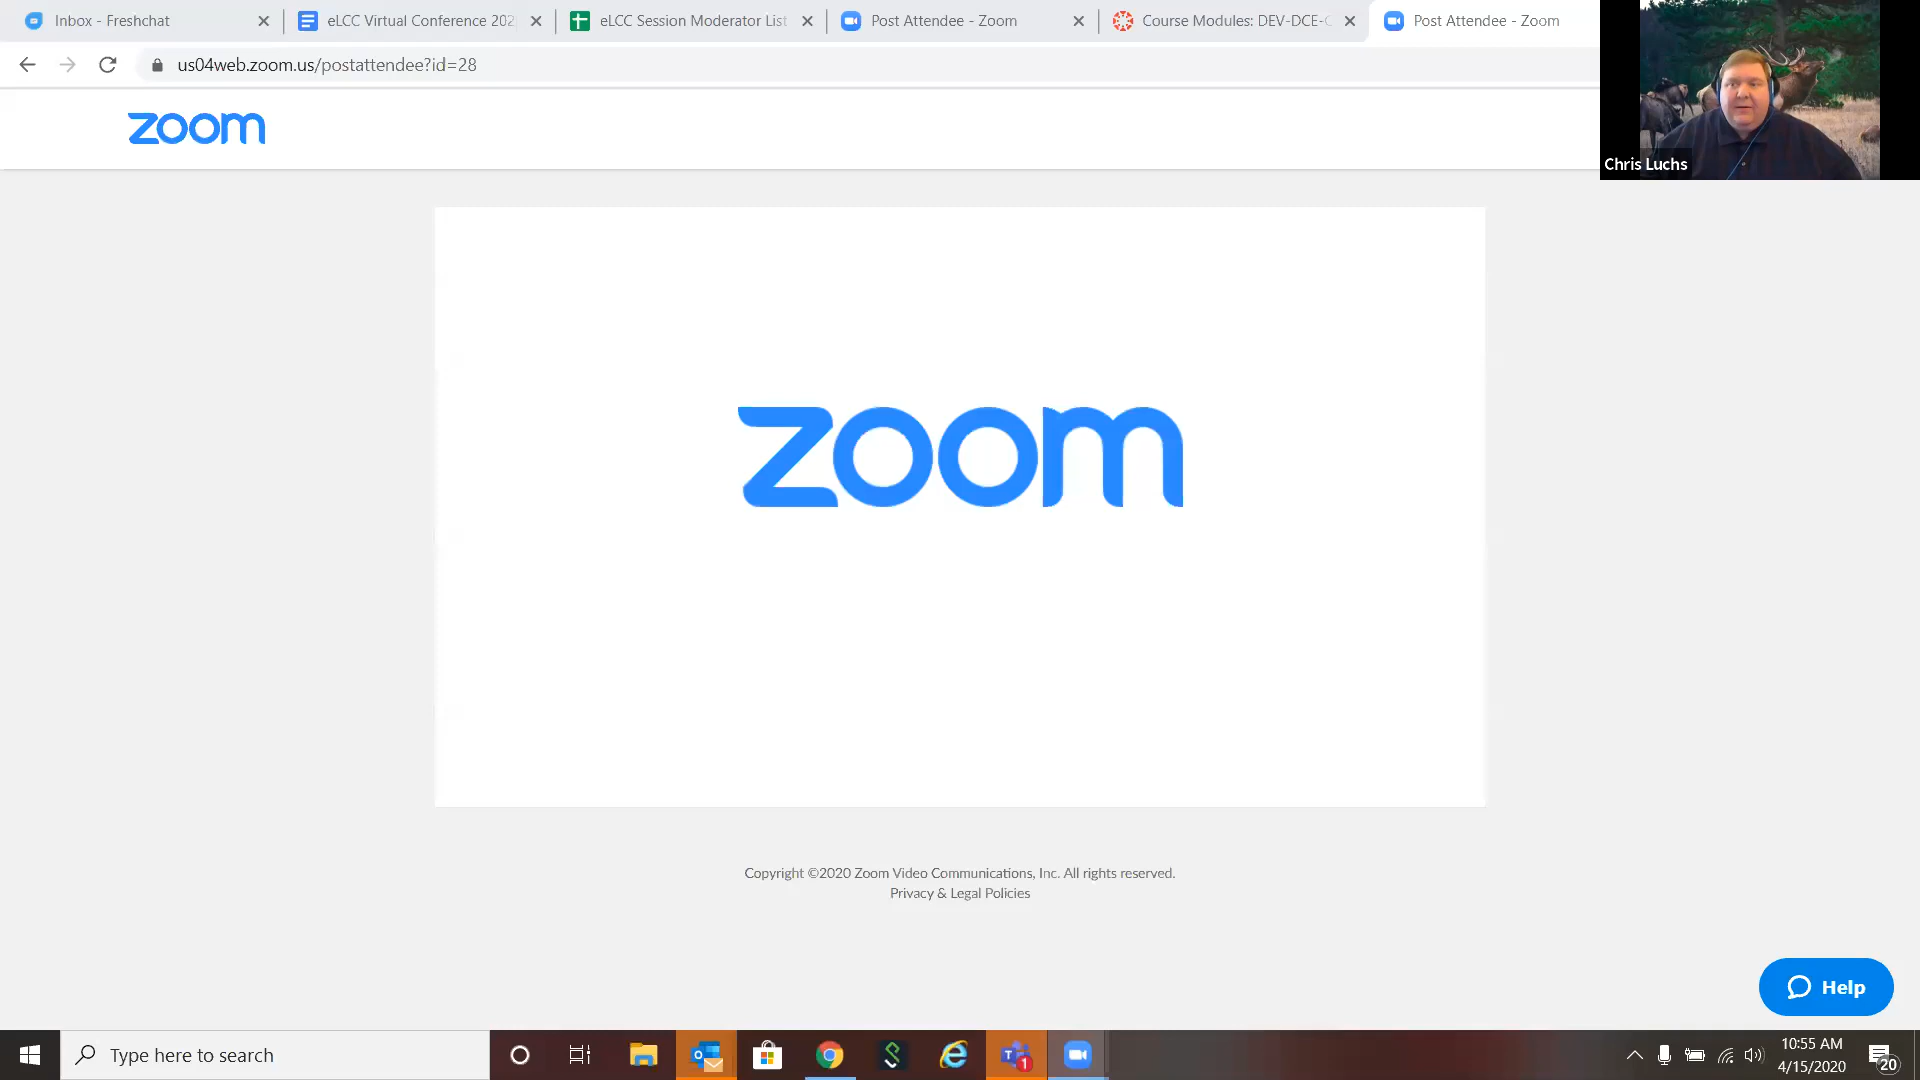 Inbox - Freshchat
eLCC Virtual Conference 202
eLCC Session Moderator List
Post Attendee - Zoom
Course Modules: DEV-DCE-C
Post Attendee - Zoom
us04web.zoom.us/postattendee?id=28
zoom
Chris Luchs
zoom
Copyright ©2020 Zoom Video Communications, Inc. All rights reserved.
Privacy & Legal Policies
Help
Type here to search
1
10:55 AM
4/15/2020
20